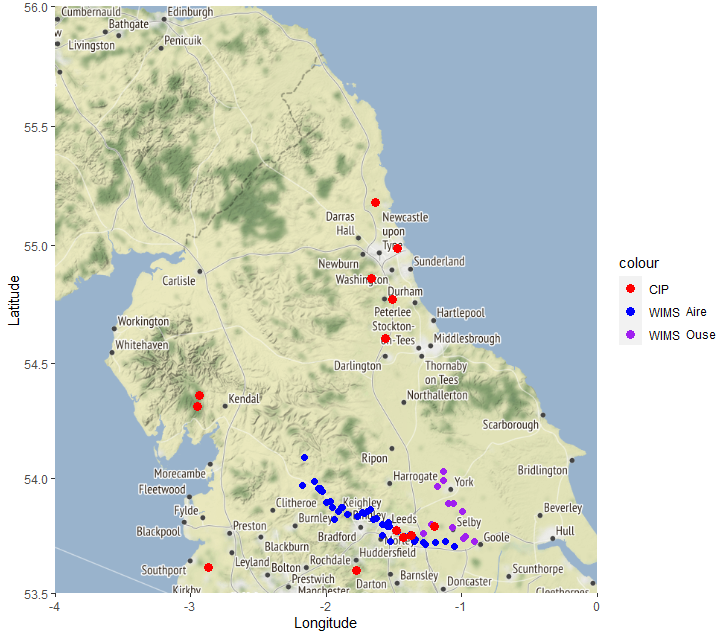 56.0
55.5
55.0
54.5
54.0
53.5
-4
-3
-2
-1
0
Longitude
Latitude
Cumbernauld
Edinburgh
Bathgate
w
Livingston
Penicuik
Darras
Hall
Newcastle
upon
Newburn
Sunderland
Carlisle
Washington
Durham
Peterlee
Hartlepool
Stockton-
on-Tees
Workington
Middlesbrough
Whitehaven
Darlington
Thornaby
on Tees
Kendal
Northallerton
Scarborough
Ripon
Bridlington
Morecambe
Harrogate
York
Fleetwood
Clitheroe
Keighley
Fylde
Beverley
Burnley
Leeds
Selby
Blackpool
Preston
Bradford
Hull
Goole
Blackburn
Huddersfield
Leyland
Rochdale
Southport
Bolton
Darton
Barnsley
Scunthorpe
Prestwich
Doncaster
Kirkby
Manchester
Cleethorpes
colour
CIP
WIMS Aire
WIMS Ouse